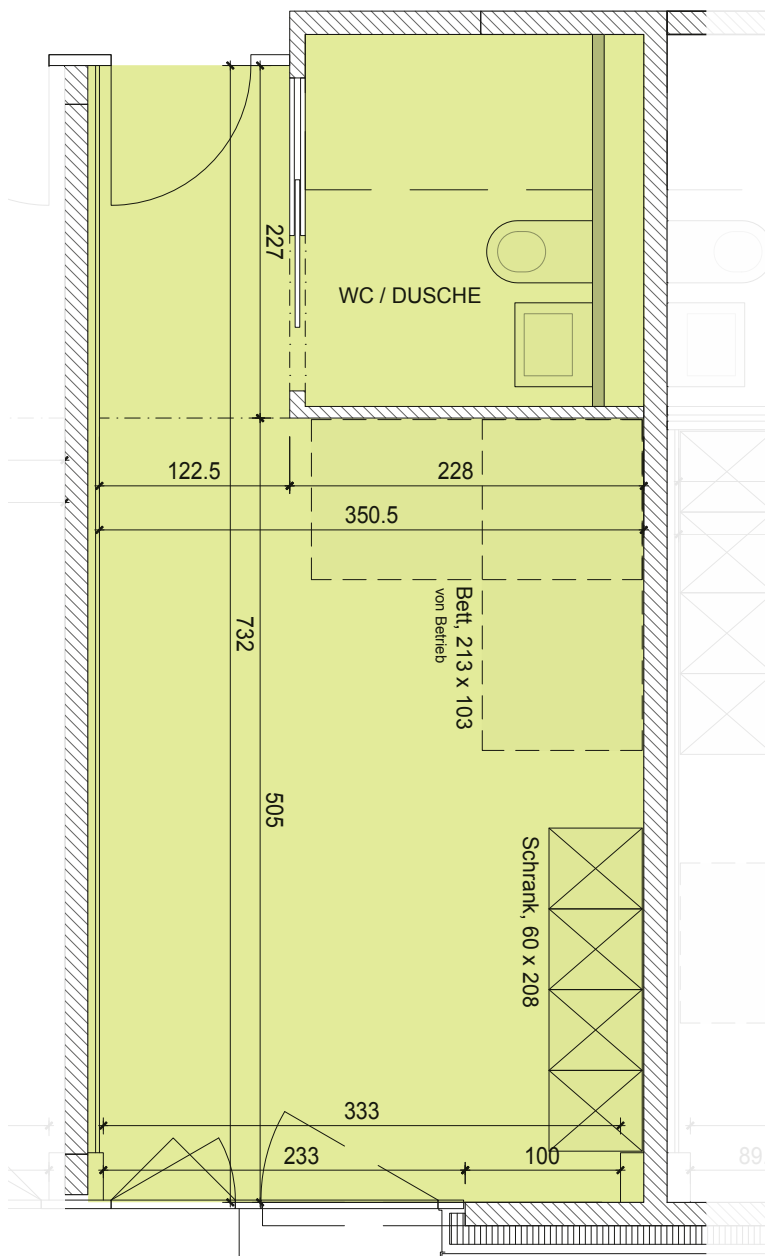 227
WC / DUSCHE
122.5
228
350.5
Bett, 213 x 103
von Betrieb
732
505
Schrank, 60 x 208
333
233
100
89